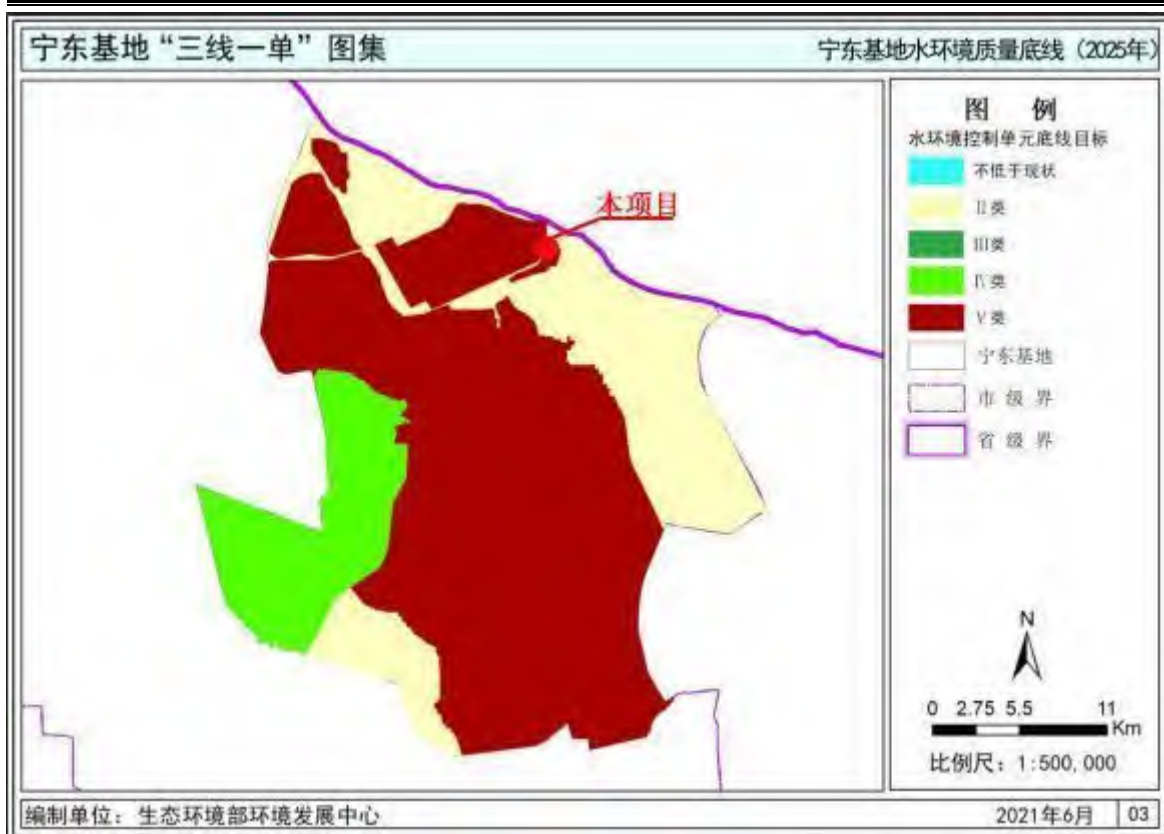 宁东基地“三线一单”图集
宁东基地水环境质量底线（2025年）
本项目
图 例
水环境控制单元底线目标
不低于现状
II类
III类
IV类
V类
宁东基地
市 级 界
省 级 界
N
0 2.75 5.5 11
Km
比例尺：1:500,000
编制单位：生态环境部环境发展中心
2021年6月
03